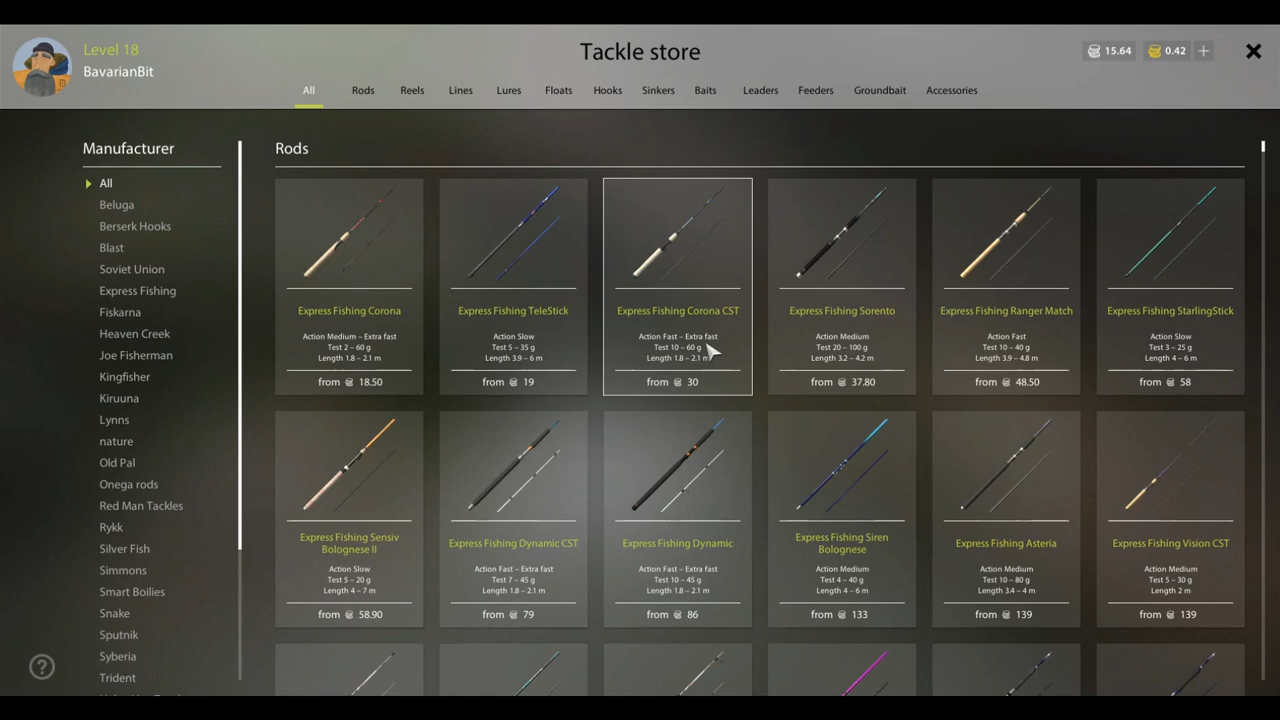 Level 18
BavarianBit
Tackle store
15.64
0.42
All
Rods
Reels
Lines
Lures
Floats
Hooks
Sinkers
Baits
Leaders
Feeders
Groundbait
Accessories
Manufacturer
All
Beluga
Berserk Hooks
Blast
Soviet Union
Express Fishing
Fiskarna
Heaven Creek
Joe Fisherman
Kingfisher
Kiruuna
Lynns
nature
Old Pal
Onega rods
Red Man Tackles
Rykk
Silver Fish
Simmons
Smart Boilies
Snake
Sputnik
Syberia
Trident
Rods
Express Fishing Corona
Action Medium – Extra fast
Test 2 – 60 g
Length 1.8 – 2.1 m
from 18.50
Express Fishing TeleStick
Action Slow
Test 5 – 35 g
Length 3.9 – 6 m
from 19
Express Fishing Corona CST
Action Fast – Extra fast
Test 10 – 60 g
Length 1.8 – 2.1 m
from 30
Express Fishing Sorento
Action Medium
Test 20 – 100 g
Length 3.2 – 4.2 m
from 37.80
Express Fishing Ranger Match
Action Fast
Test 10 – 40 g
Length 3.9 – 4.8 m
from 48.50
Express Fishing StarlingStick
Action Slow
Test 3 – 25 g
Length 4 – 6 m
from 58
Express Fishing Sensiv
Bolognese II
Action Slow
Test 5 – 20 g
Length 4 – 7 m
from 58.90
Express Fishing Dynamic CST
Action Fast – Extra fast
Test 7 – 45 g
Length 1.8 – 2.1 m
from 79
Express Fishing Dynamic
Action Fast – Extra fast
Test 10 – 45 g
Length 1.8 – 2.1 m
from 86
Express Fishing Siren
Bolognese
Action Medium
Test 4 – 40 g
Length 4 – 6 m
from 133
Express Fishing Asteria
Action Medium
Test 10 – 80 g
Length 3.4 – 4 m
from 139
Express Fishing Vision CST
Action Medium
Test 5 – 30 g
Length 2 m
from 139